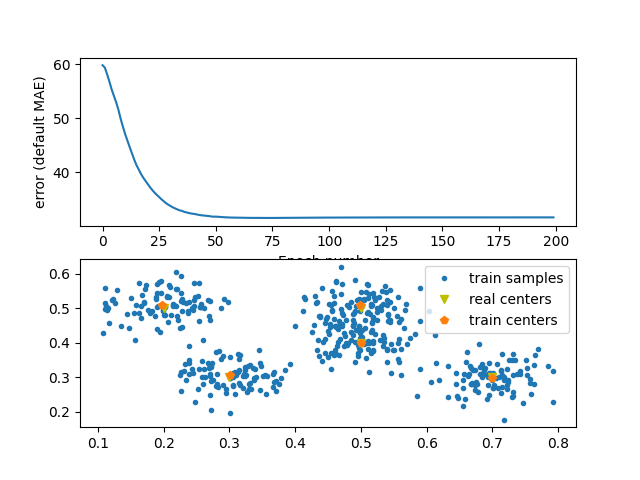 60
50
40
error (default MAE)
0 25 50 75 100 125 150 175 200
Epoch number
0.6
0.5
0.4
0.3
0.2
train samples
real centers
train centers
0.1 0.2 0.3 0.4 0.5 0.6 0.7 0.8